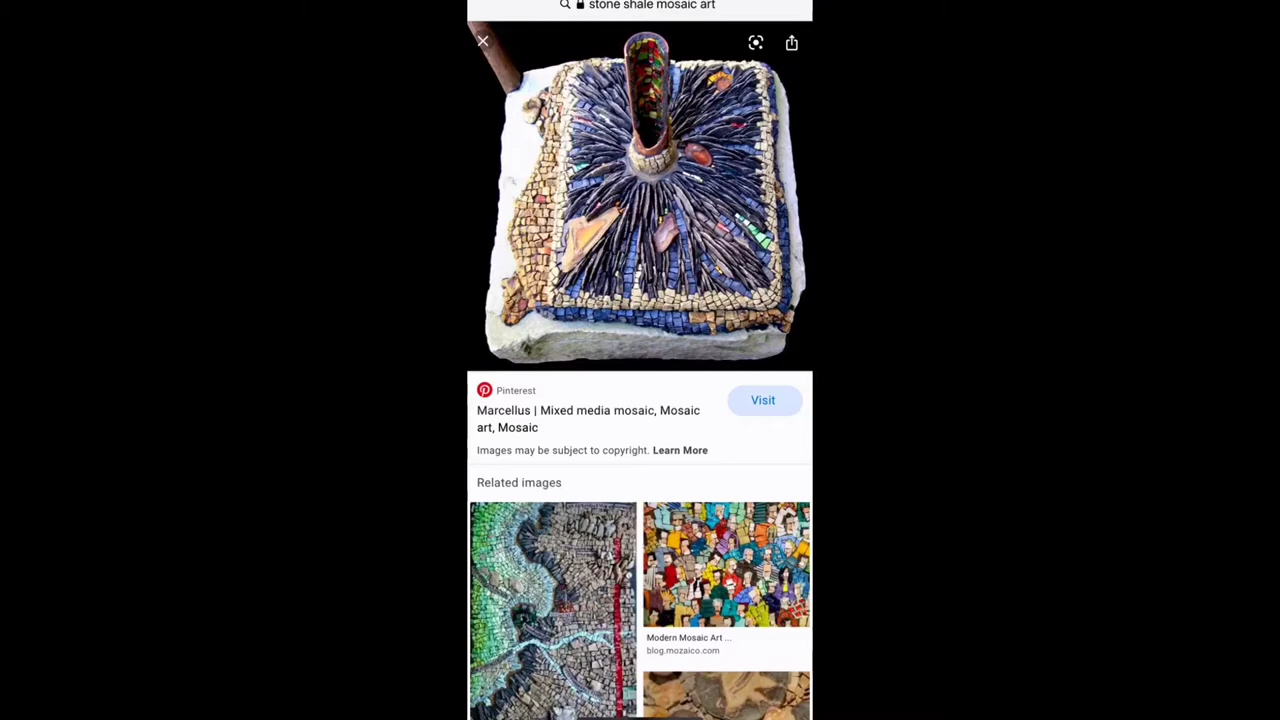 stone shale mosaic art
Pinterest
Visit
Marcellus | Mixed media mosaic, Mosaic
art, Mosaic
Images may be subject to copyright. Learn More
Related images
Modern Mosaic Art ...
blog.mozaico.com